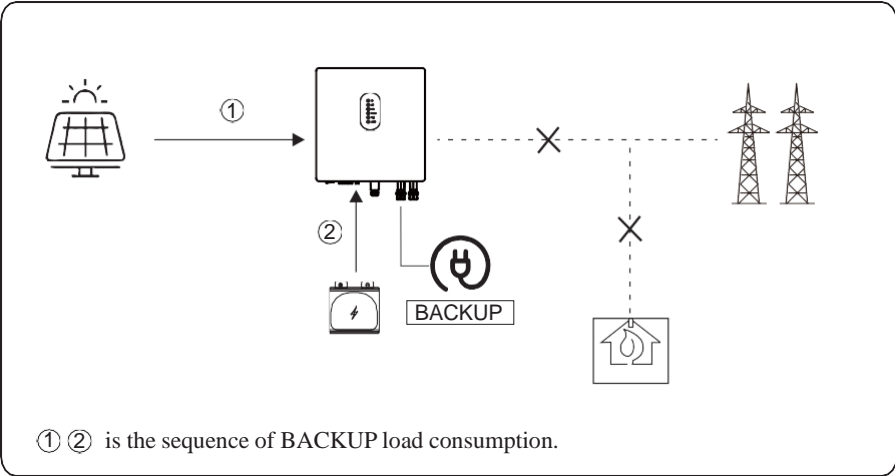 ①
②
BACKUP
① ② is the sequence of BACKUP load consumption.